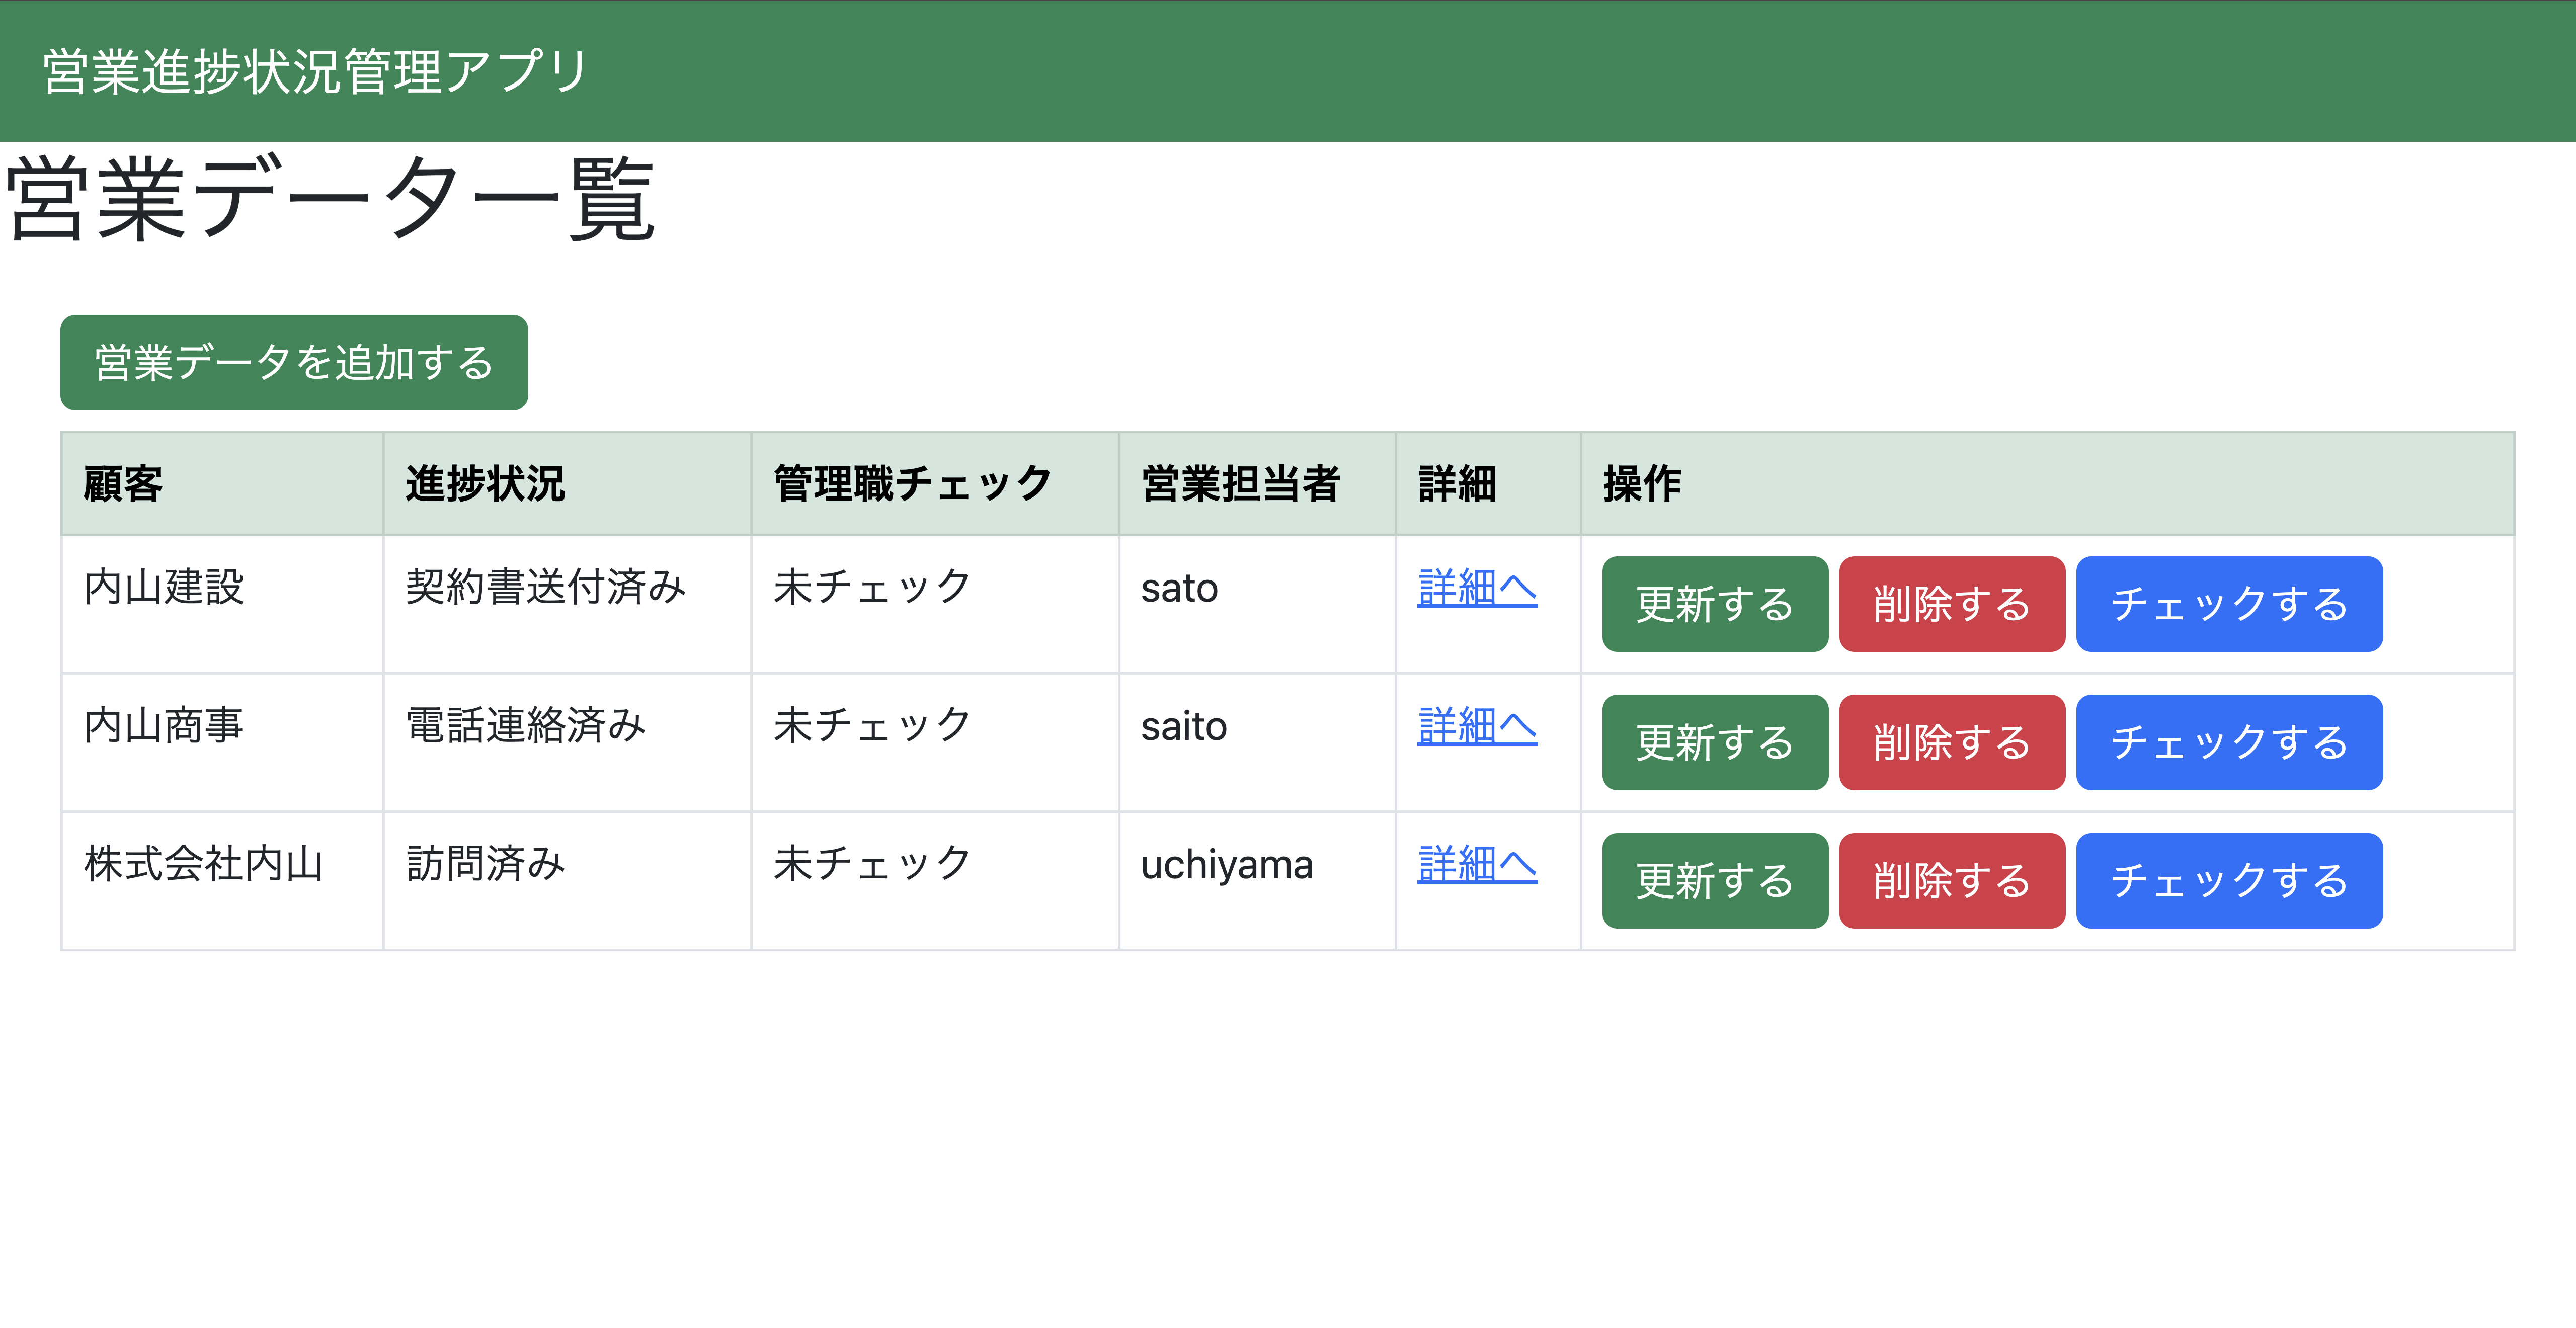 営業進捗状況管理アプリ
営業データ一覧
営業データを追加する
顧客 進捗状況 管理職チェック 営業担当者 詳細 操作
内山建設 契約書送付済み 未チェック sato 詳細へ 更新する 削除する チェックする
内山商事 電話連絡済み 未チェック saito 詳細へ 更新する 削除する チェックする
株式会社内山 訪問済み 未チェック uchiyama 詳細へ 更新する 削除する チェックする